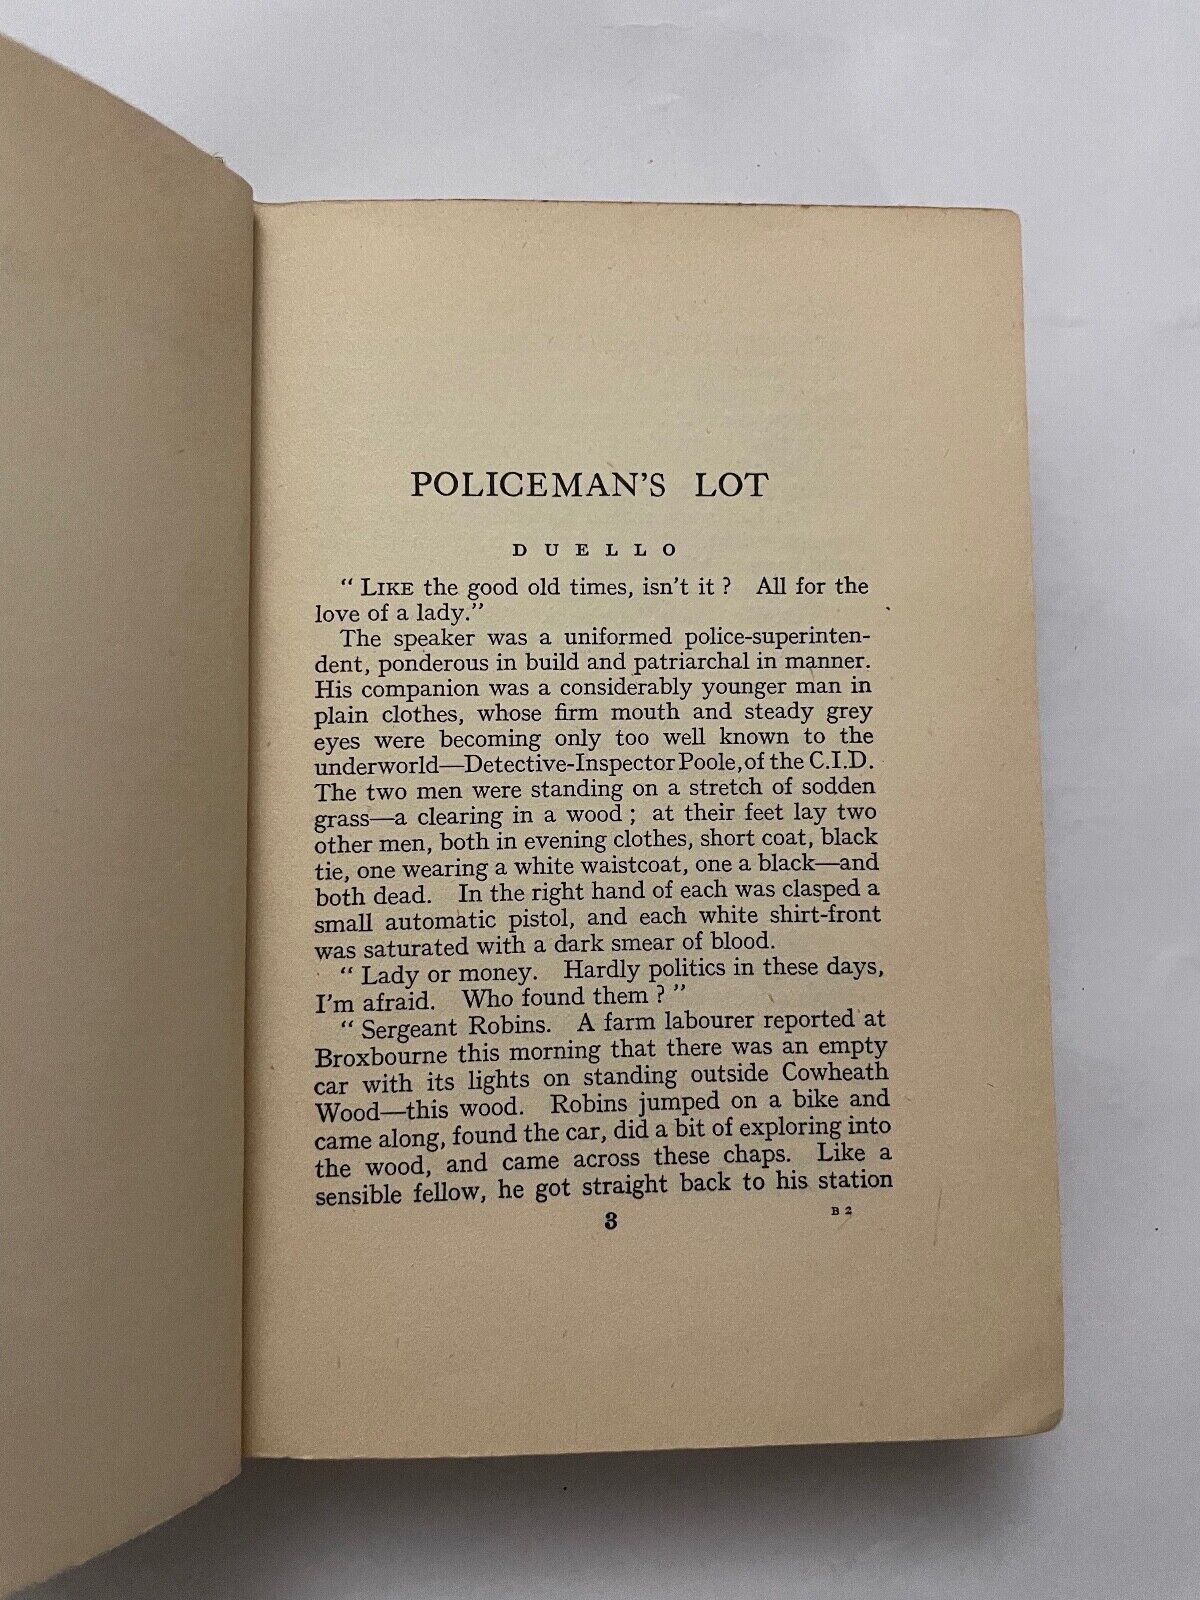 POLICEMAN'S LOT
DUELLO
" LIKE the good old times, isn't it ? All for the
love of a lady."
The speaker was a uniformed police-superinten-
dent, ponderous in build and patriarchal in manner.
His companion was a considerably younger man in
plain clothes, whose firm mouth and steady grey
eyes were becoming only too well known to the
underworld—Detective-Inspector Poole, of the C.I.D.
The two men were standing on a stretch of sodden
grass—a clearing in a wood ; at their feet lay two
other men, both in evening clothes, short coat, black
tie, one wearing a white waistcoat, one a black—and
both dead. In the right hand of each was clasped a
small automatic pistol, and each white shirt-front
was saturated with a dark smear of blood.
" Lady or money. Hardly politics in these days,
I'm afraid. Who found them ? "
" Sergeant Robins. A farm labourer reported at
Broxbourne this morning that there was an empty
car with its lights on standing outside Cowheath
Wood—this wood. Robins jumped on a bike and
came along, found the car, did a bit of exploring into
the wood, and came across these chaps. Like a
sensible fellow, he got straight back to his station
3
B 2